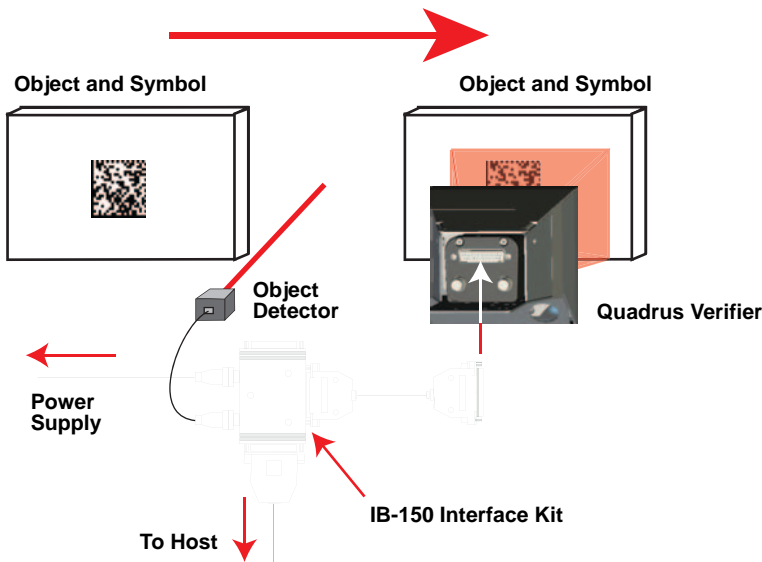 Object and Symbol
Object and Symbol
Object
Detector
Quadrus Verifier
Power
Supply
IB-150 Interface Kit
To Host